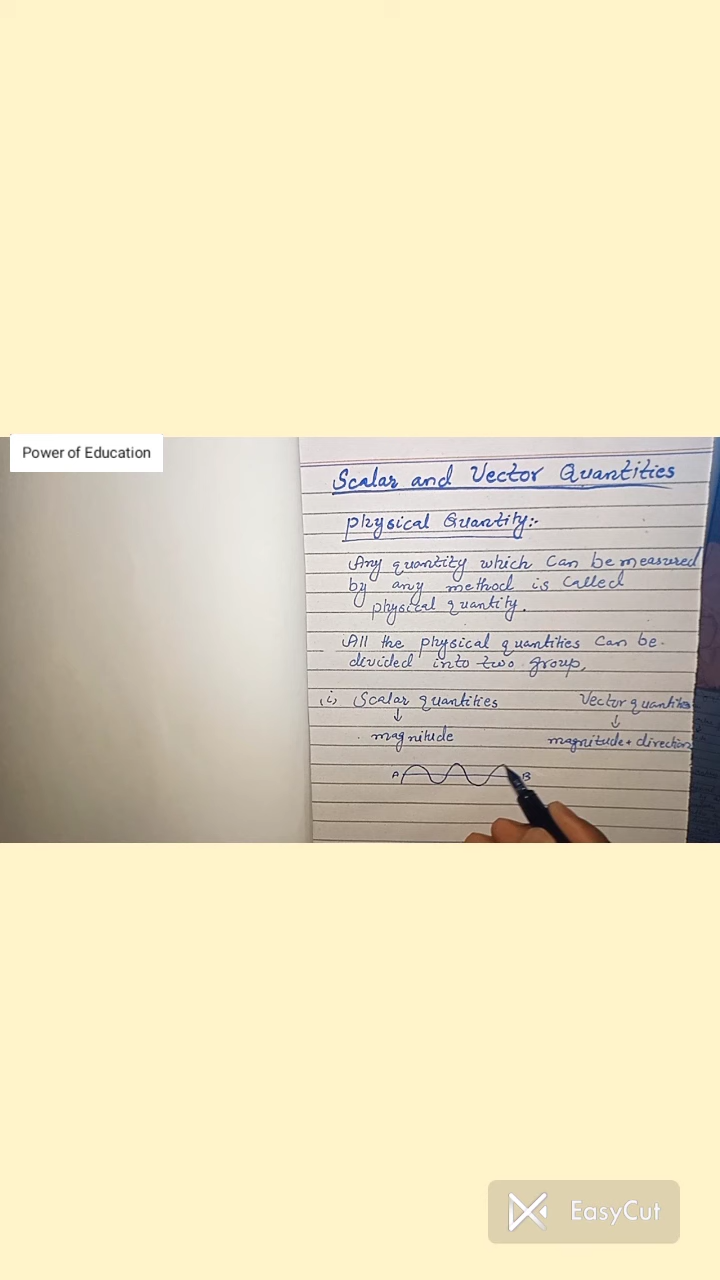 Power of Education
Scalar and Vector Quantities
Physical Quantity:-
Any quantity which can be measured
by any method is called
physical quantity.
All the physical quantities can be
divided into two group,
(i) Scalar quantities Vector quantities
↓ ↓
magnitude magnitude + direction
A B
EasyCut